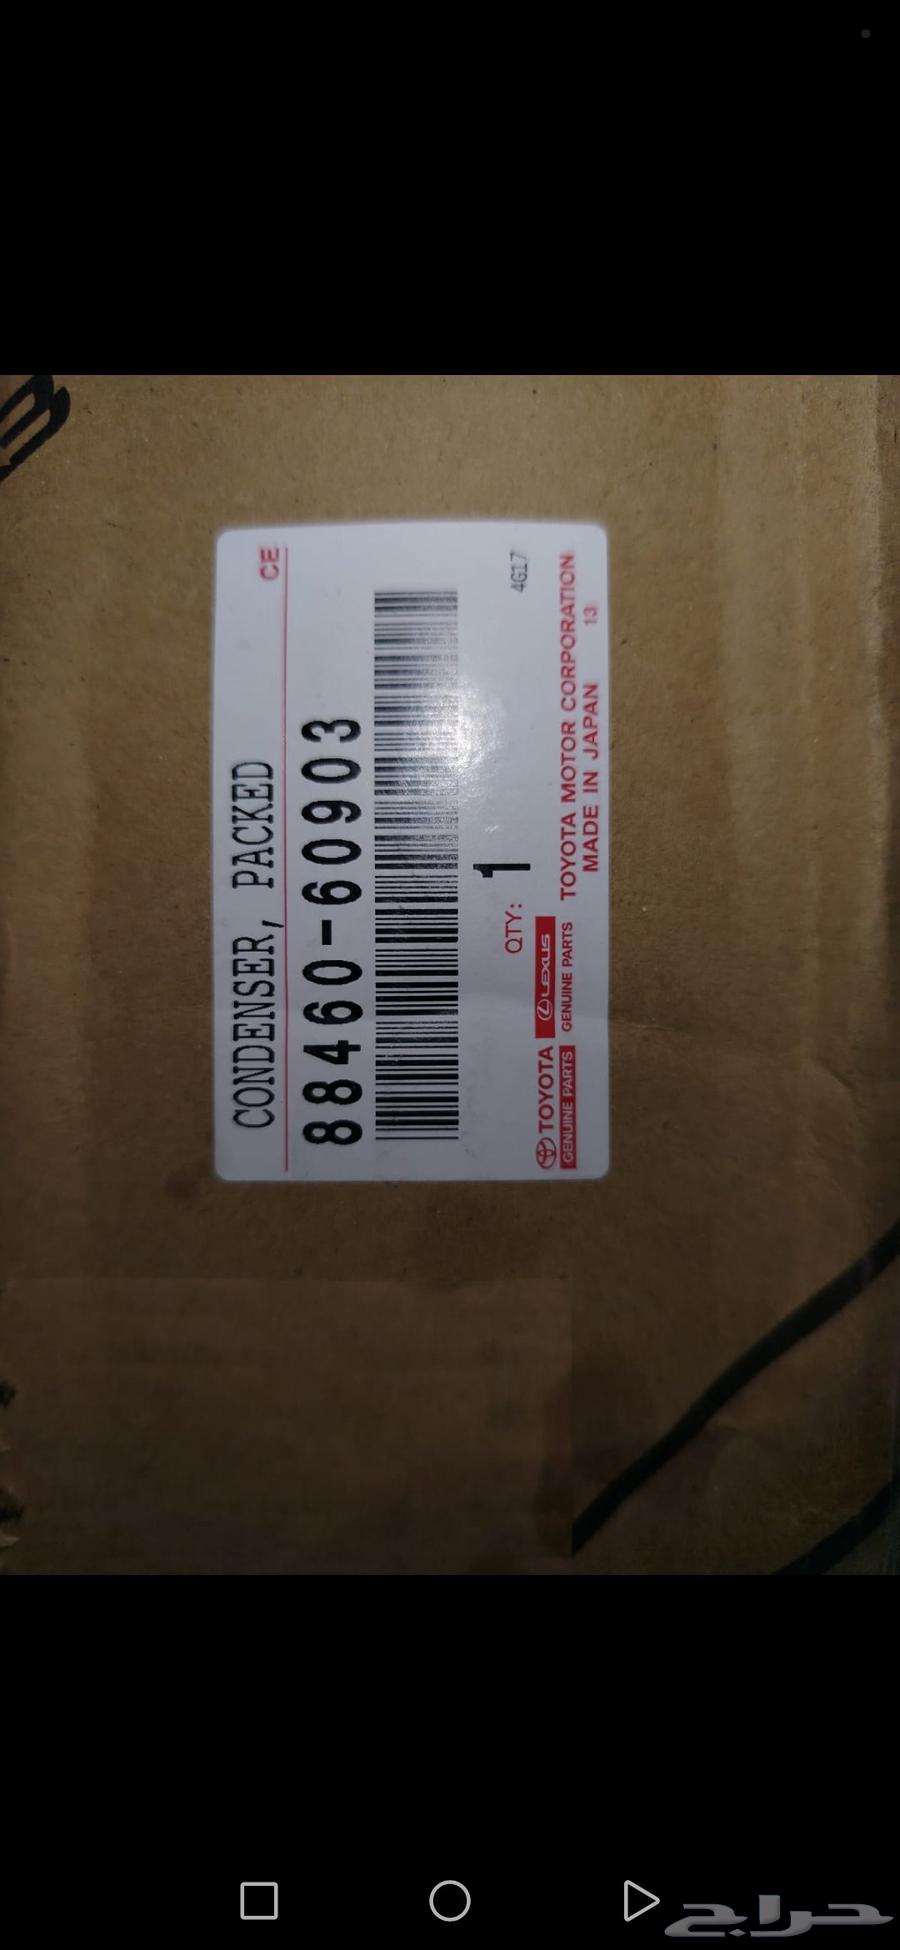 CE
CONDENSER, PACKED
88460-60903
QTY: 1
4G17
TOYOTA
GENUINE PARTS
LEXUS
GENUINE PARTS
TOYOTA MOTOR CORPORATION
MADE IN JAPAN 13
حراج